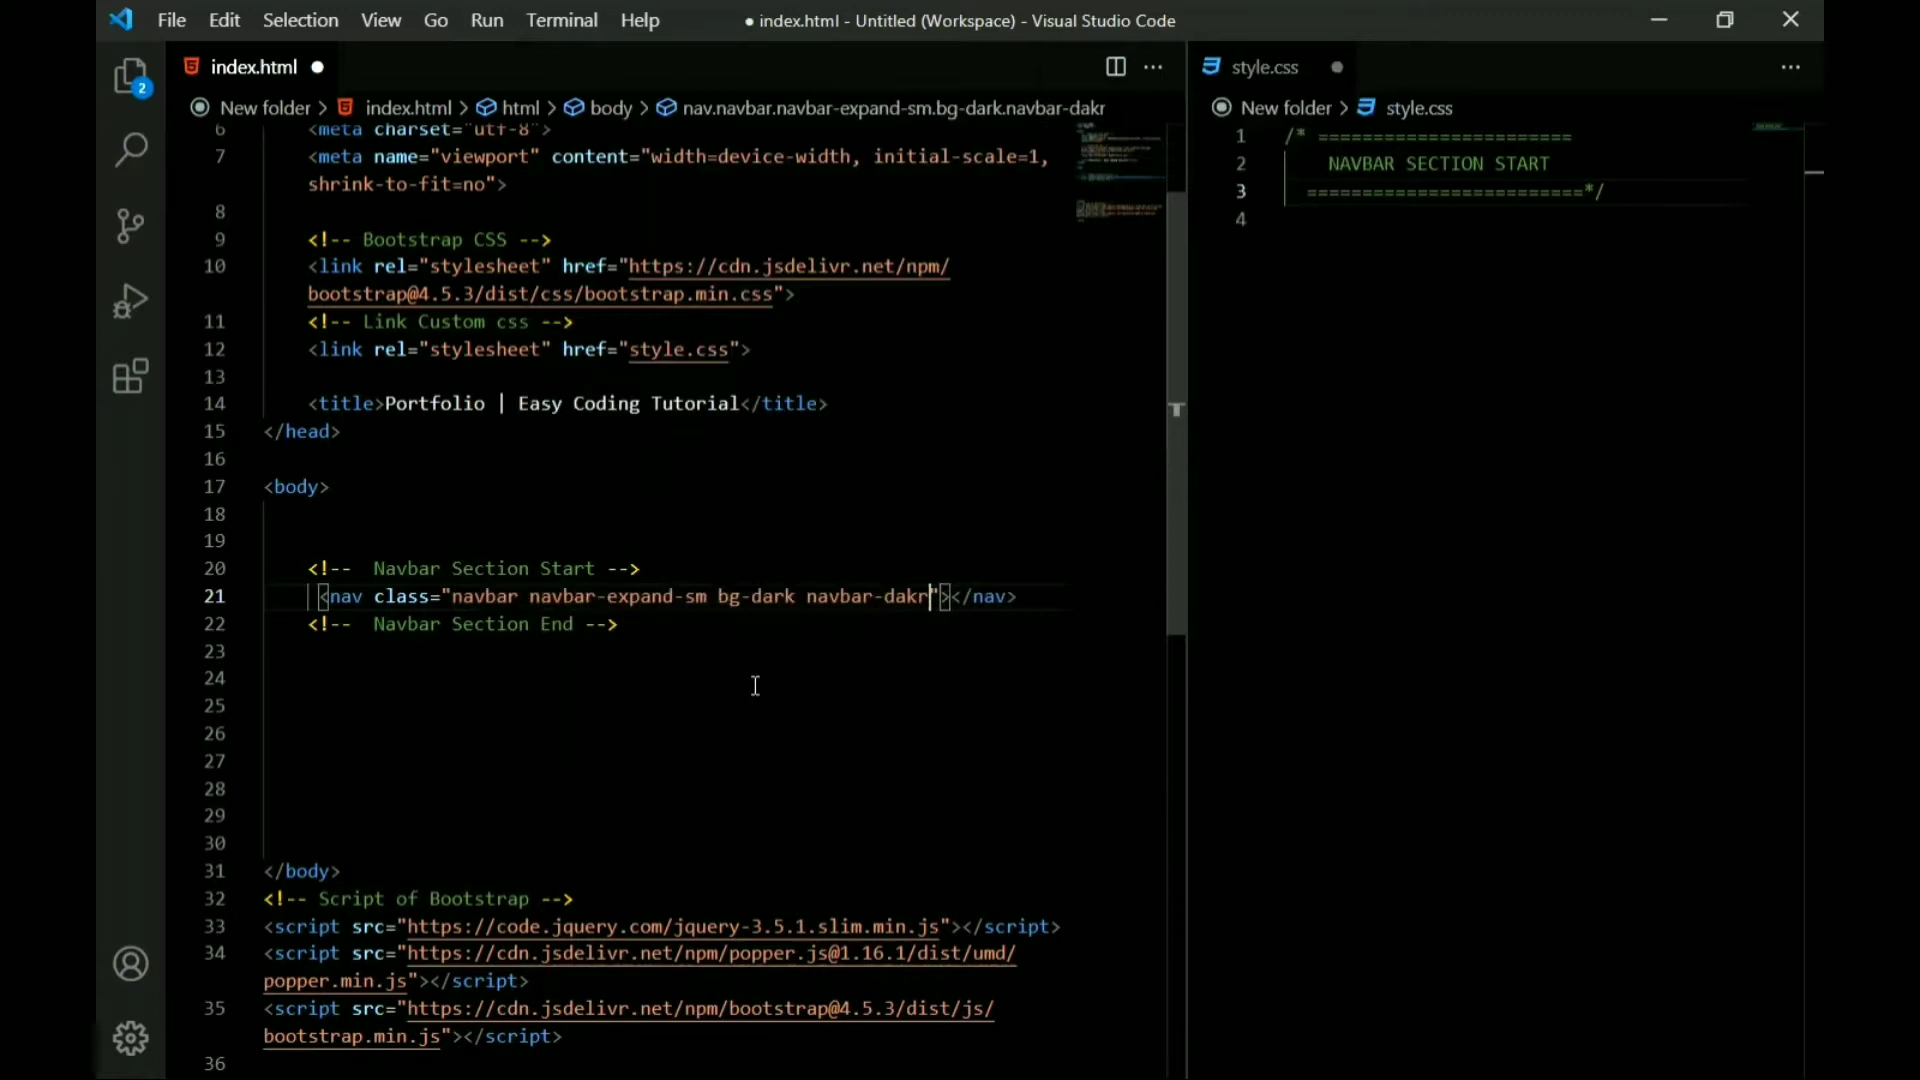 File Edit Selection View Go Run Terminal Help ● index.html - Untitled (Workspace) - Visual Studio Code
index.html ●
New folder > index.html > html > body > nav.navbar.navbar-expand-sm.bg-dark.navbar-dakr
2
6 <meta charset="utf-8">
7 <meta name="viewport" content="width=device-width, initial-scale=1,
shrink-to-fit=no">
8
9 <!-- Bootstrap CSS -->
10 <link rel="stylesheet" href="https://cdn.jsdelivr.net/npm/
bootstrap@4.5.3/dist/css/bootstrap.min.css">
11 <!-- Link Custom css -->
12 <link rel="stylesheet" href="style.css">
13
14 <title>Portfolio | Easy Coding Tutorial</title>
15 </head>
16
17 <body>
18
19
20 <!--  Navbar Section Start -->
21 <nav class="navbar navbar-expand-sm bg-dark navbar-dakr"></nav>
22 <!--  Navbar Section End -->
23
24
25
26
27
28
29
30
31 </body>
32 <!-- Script of Bootstrap -->
33 <script src="https://code.jquery.com/jquery-3.5.1.slim.min.js"></script>
34 <script src="https://cdn.jsdelivr.net/npm/popper.js@1.16.1/dist/umd/
popper.min.js"></script>
35 <script src="https://cdn.jsdelivr.net/npm/bootstrap@4.5.3/dist/js/
bootstrap.min.js"></script>
36
style.css ●
New folder > style.css
1 /* =======================
2 NAVBAR SECTION START
3 =========================*/
4